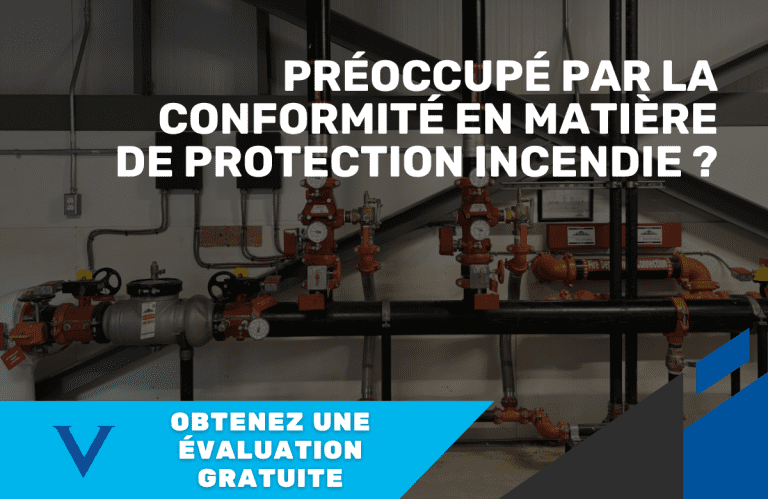 PRÉOCCUPÉ PAR LA
CONFORMITÉ EN MATIÈRE
DE PROTECTION INCENDIE ?
OBTENEZ UNE
ÉVALUATION
GRATUITE
V